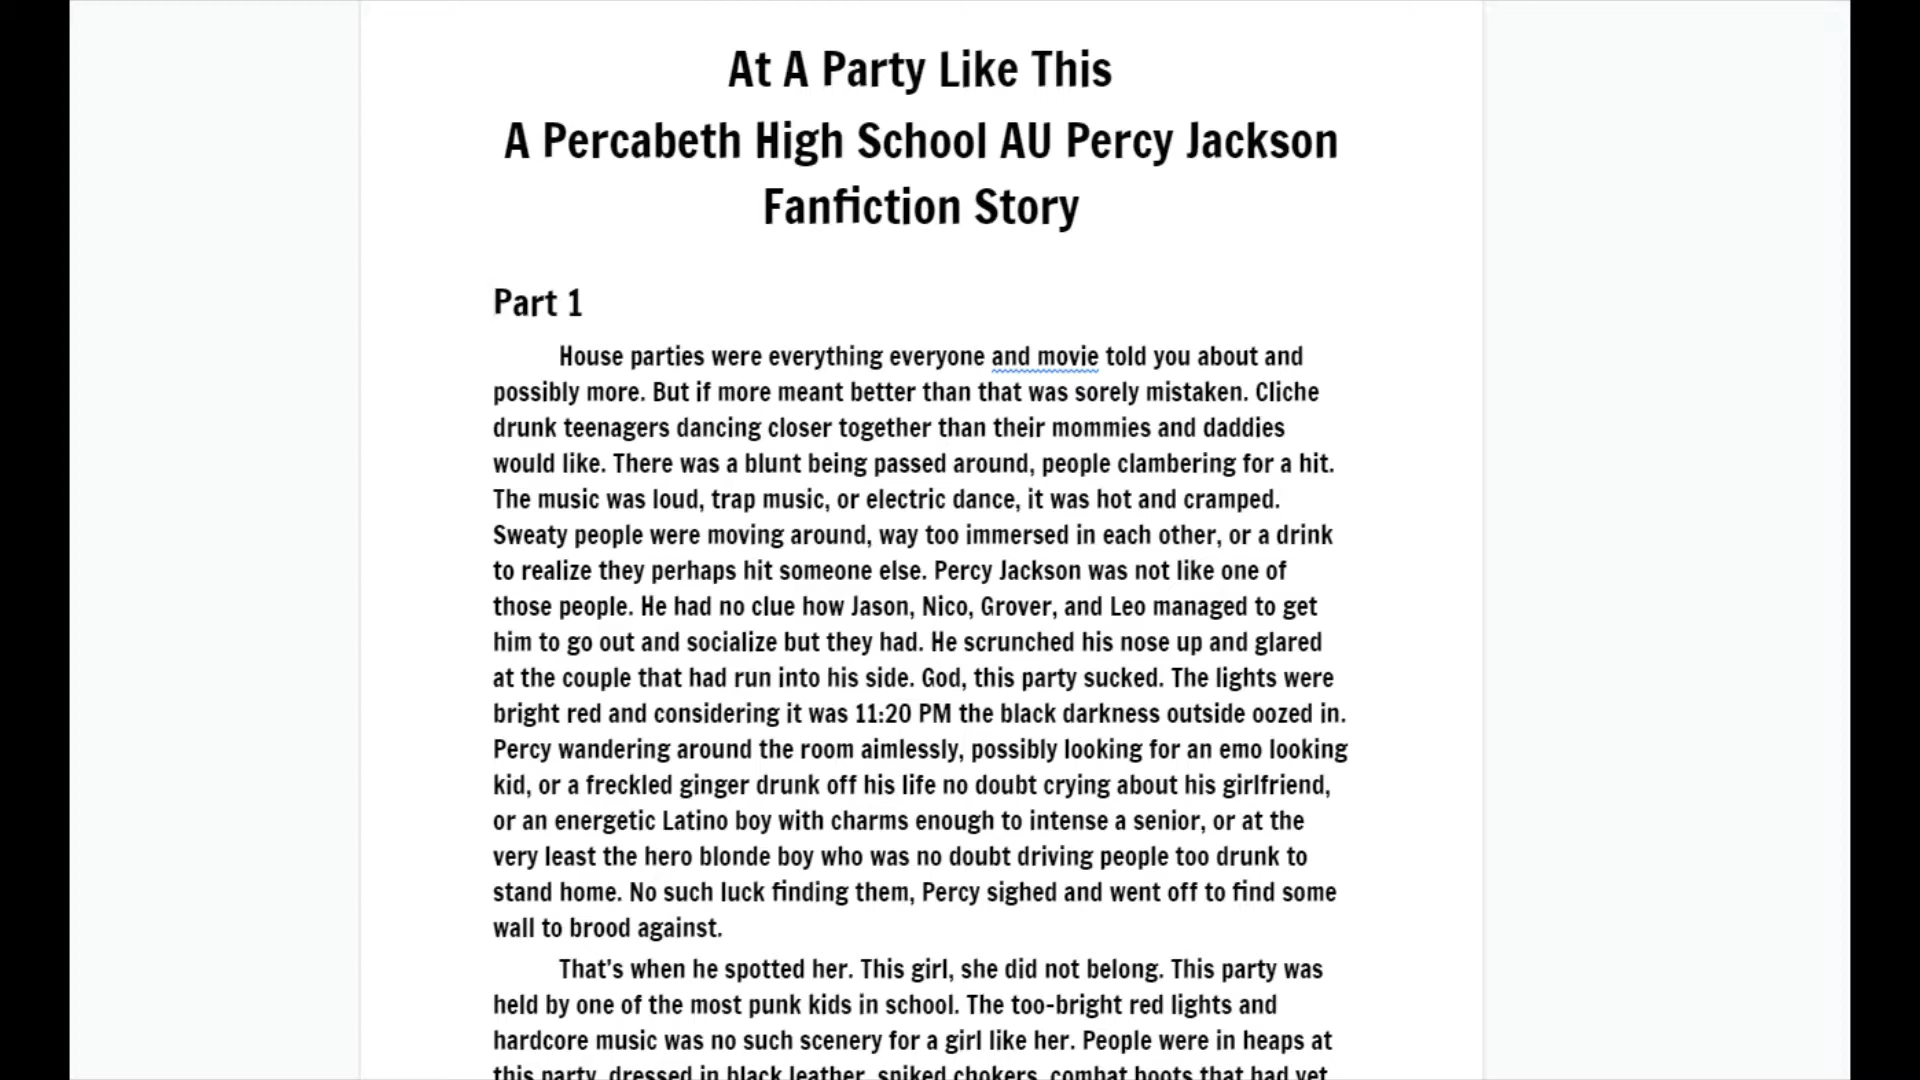 At A Party Like This
A Percabeth High School AU Percy Jackson
Fanfiction Story
Part 1
House parties were everything everyone and movie told you about and
possibly more. But if more meant better than that was sorely mistaken. Cliche
drunk teenagers dancing closer together than their mommies and daddies
would like. There was a blunt being passed around, people clambering for a hit.
The music was loud, trap music, or electric dance, it was hot and cramped.
Sweaty people were moving around, way too immersed in each other, or a drink
to realize they perhaps hit someone else. Percy Jackson was not like one of
those people. He had no clue how Jason, Nico, Grover, and Leo managed to get
him to go out and socialize but they had. He scrunched his nose up and glared
at the couple that had run into his side. God, this party sucked. The lights were
bright red and considering it was 11:20 PM the black darkness outside oozed in.
Percy wandering around the room aimlessly, possibly looking for an emo looking
kid, or a freckled ginger drunk off his life no doubt crying about his girlfriend,
or an energetic Latino boy with charms enough to intense a senior, or at the
very least the hero blonde boy who was no doubt driving people too drunk to
stand home. No such luck finding them, Percy sighed and went off to find some
wall to brood against.
That's when he spotted her. This girl, she did not belong. This party was
held by one of the most punk kids in school. The too-bright red lights and
hardcore music was no such scenery for a girl like her. People were in heaps at
this party, dressed in black leather, spiked chokers, combat boots that had yet